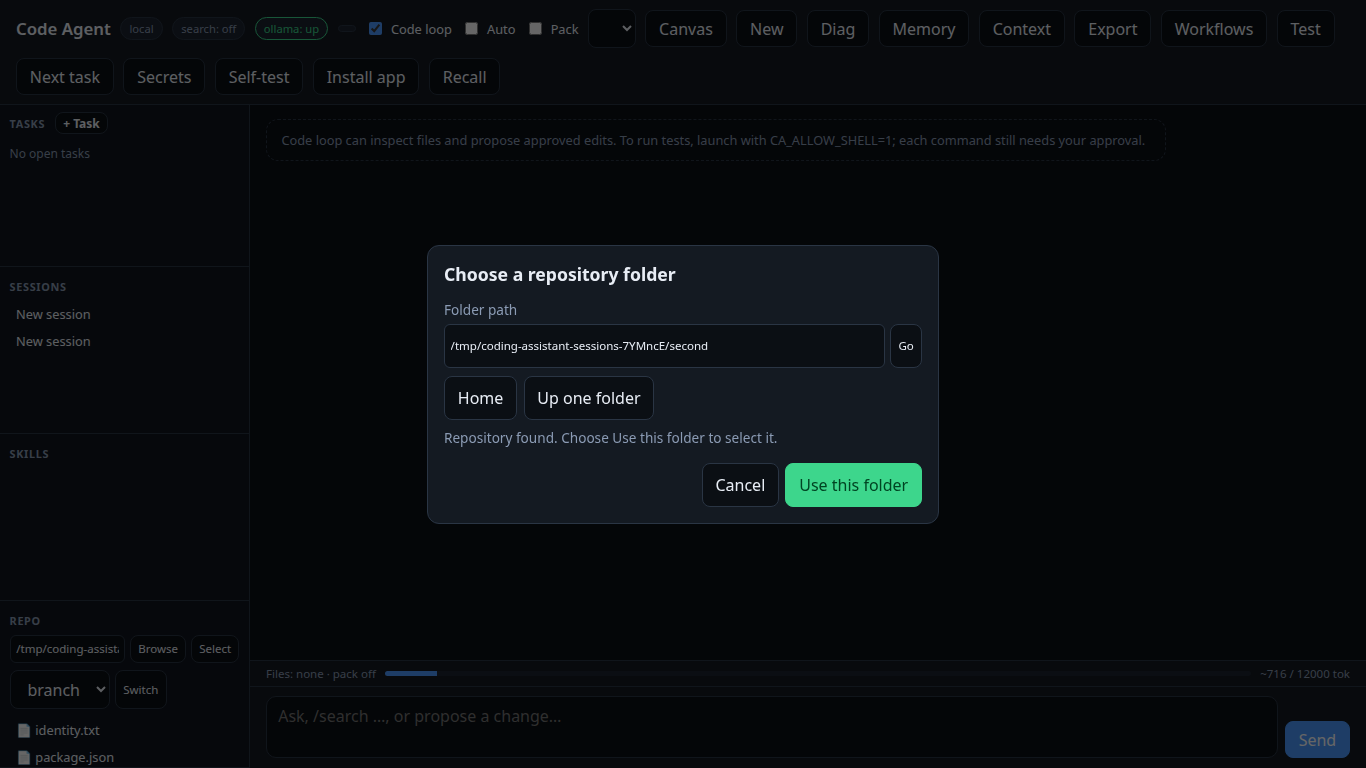 Code Agent local search: off ollama: up Code loop Auto Pack Canvas New Diag Memory Context Export Workflows Test
Next task Secrets Self-test Install app Recall
TASKS + Task
No open tasks
Code loop can inspect files and propose approved edits. To run tests, launch with CA_ALLOW_SHELL=1; each command still needs your approval.
SESSIONS
New session
New session
SKILLS
REPO
/tmp/coding-assista Browse Select
branch Switch
identity.txt
package.json
Choose a repository folder
Folder path
/tmp/coding-assistant-sessions-7YMncE/second Go
Home Up one folder
Repository found. Choose Use this folder to select it.
Cancel Use this folder
Files: none · pack off ~716 / 12000 tok
Ask, /search ..., or propose a change...
Send